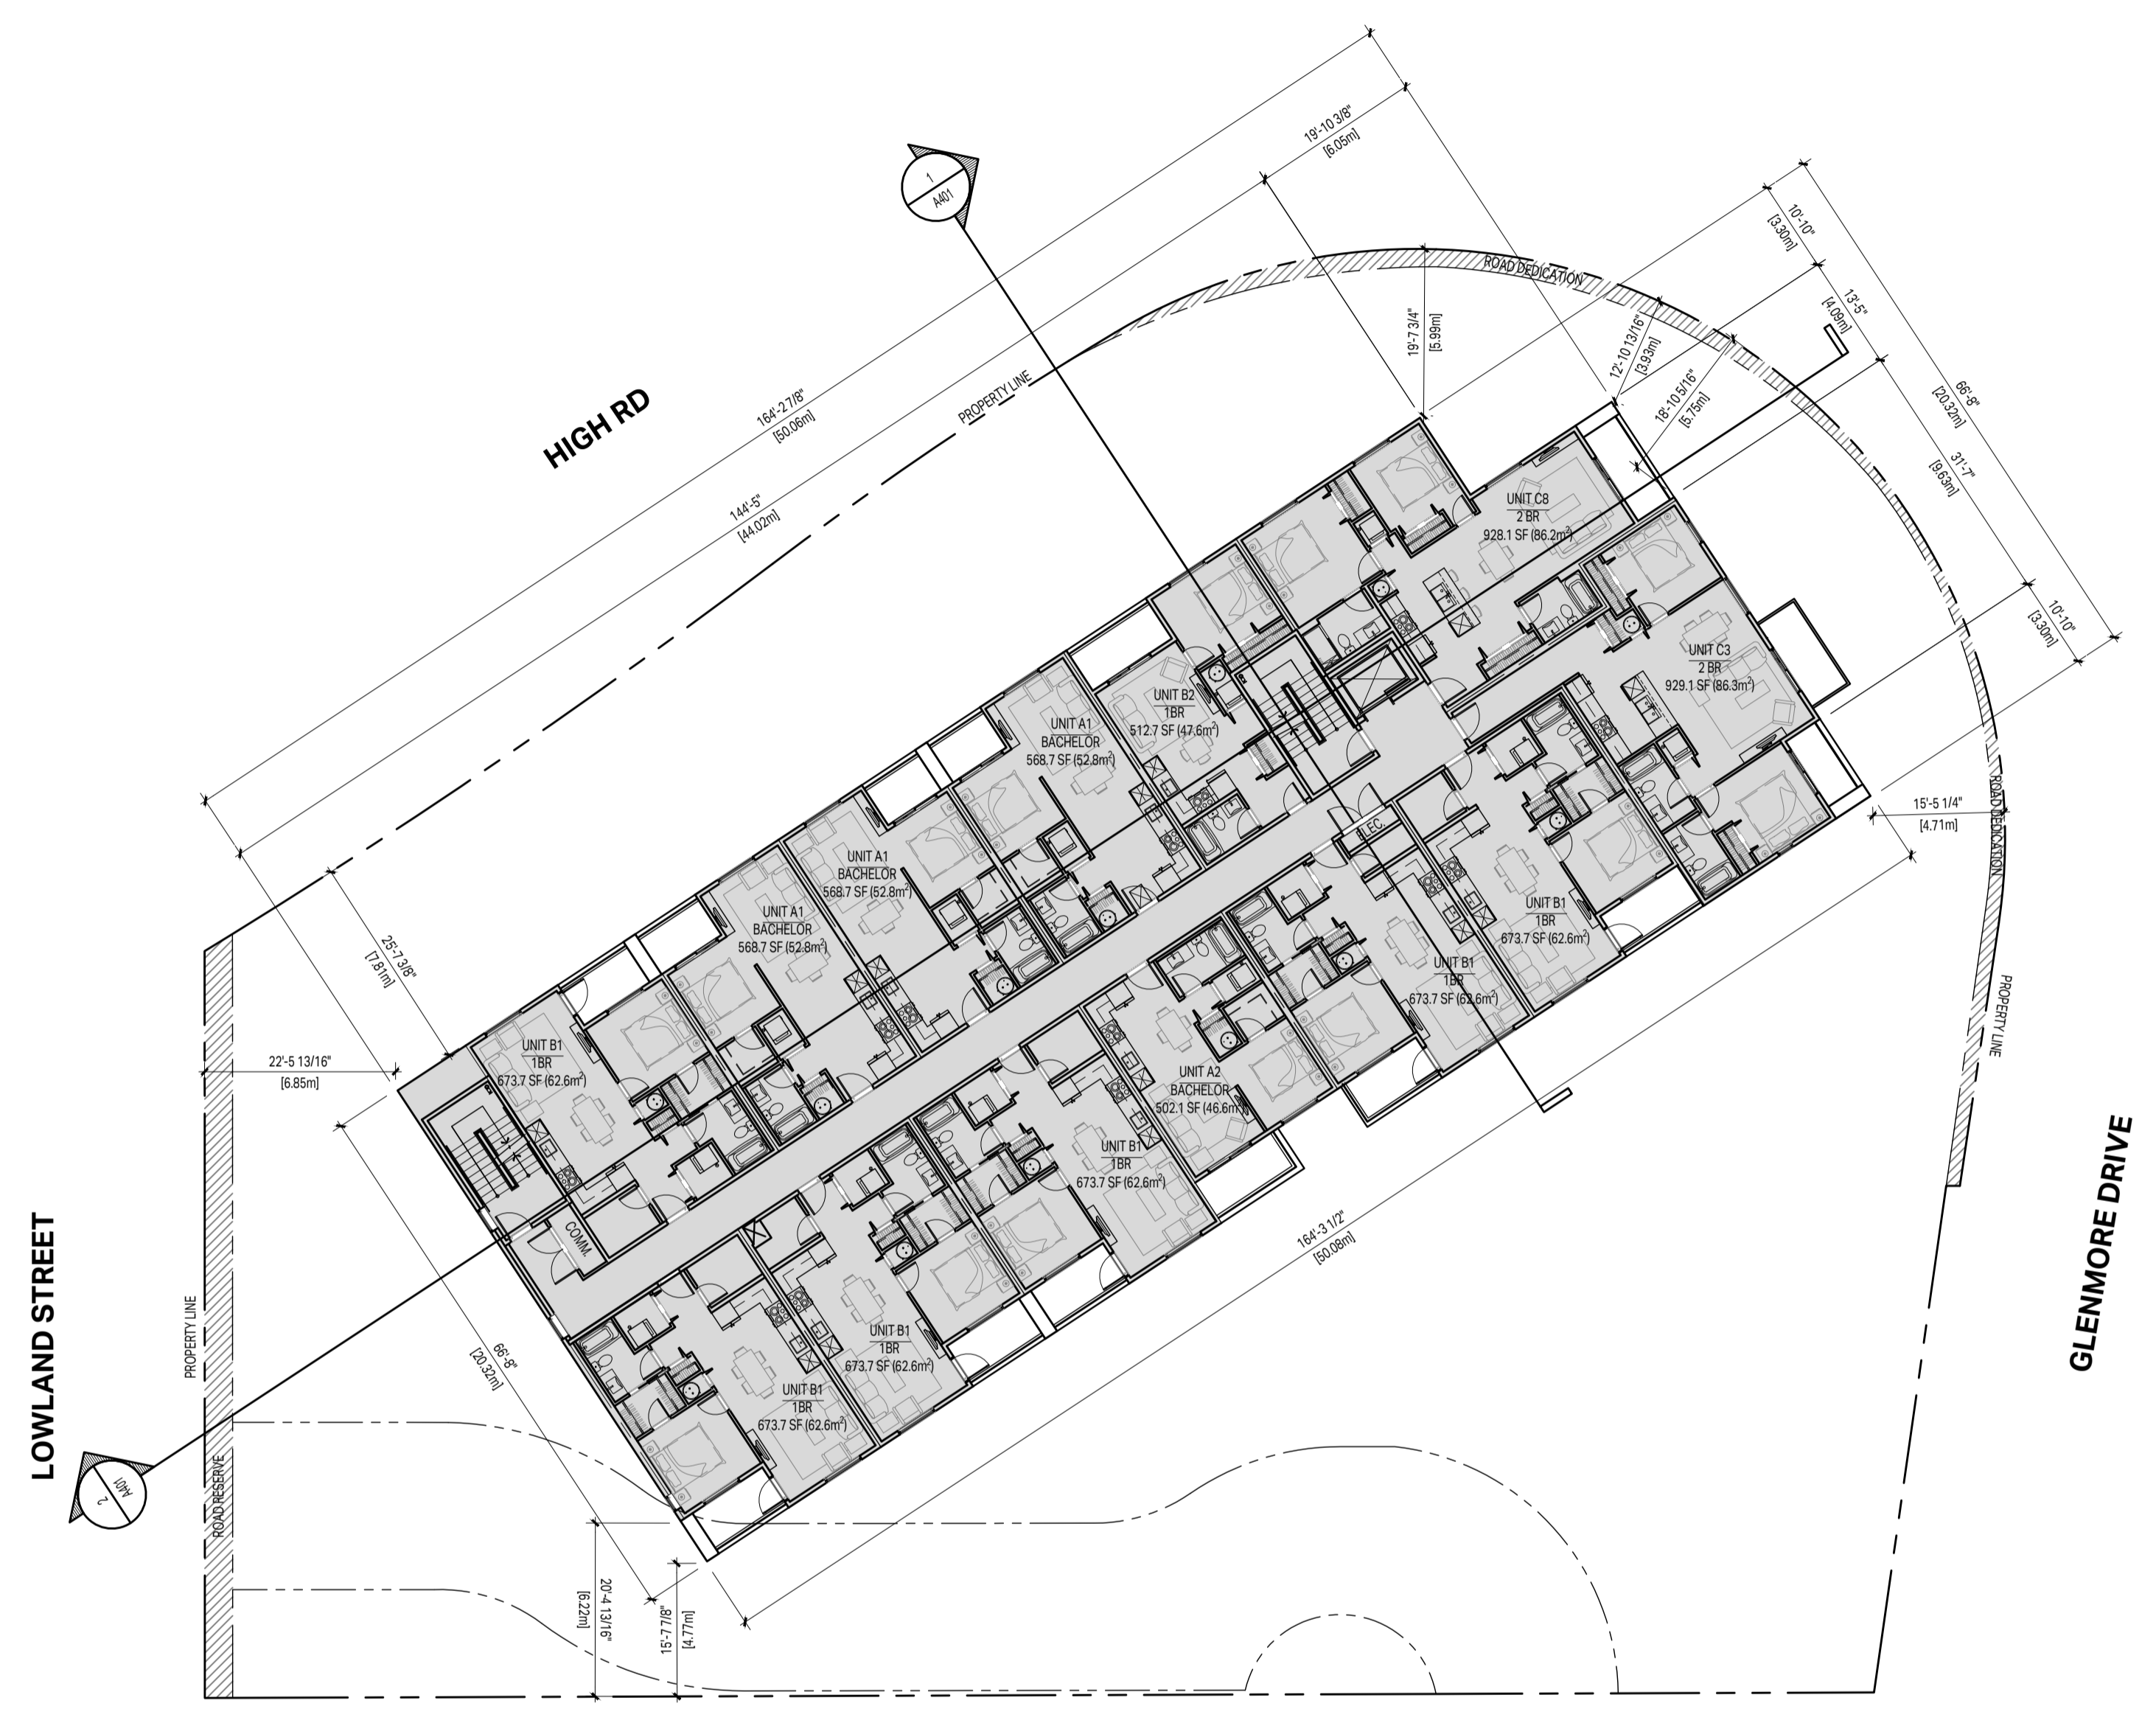 19'-10 3/8"
[6.05m]
1
A401
164'-2 7/8"
[50.06m]
144'-5"
[44.02m]
HIGH RD
PROPERTY LINE
ROAD DEDICATION
10'-10"
[3.30m]
13'-5"
[4.09m]
66'-8"
[20.32m]
31'-7"
[9.63m]
10'-10"
[3.30m]
19'-7 3/4"
[5.99m]
12'-10 13/16"
[3.93m]
18'-10 5/16"
[5.75m]
UNIT C8
2 BR
928.1 SF (86.2m²)
UNIT C3
2 BR
929.1 SF (86.3m²)
UNIT B2
1BR
512.7 SF (47.6m²)
UNIT A1
BACHELOR
568.7 SF (52.8m²)
UNIT A1
BACHELOR
568.7 SF (52.8m²)
UNIT A1
BACHELOR
568.7 SF (52.8m²)
UNIT B1
1BR
673.7 SF (62.6m²)
ELEC.
UNIT B1
1BR
673.7 SF (62.6m²)
UNIT B1
1BR
673.7 SF (62.6m²)
UNIT A2
BACHELOR
502.1 SF (46.6m²)
UNIT B1
1BR
673.7 SF (62.6m²)
UNIT B1
1BR
673.7 SF (62.6m²)
UNIT B1
1BR
673.7 SF (62.6m²)
COMM.
15'-5 1/4"
[4.71m]
ROAD DEDICATION
PROPERTY LINE
GLENMORE DRIVE
25'-7 3/8"
[7.81m]
22'-5 13/16"
[6.85m]
66'-8"
[20.32m]
164'-3 1/2"
[50.08m]
LOWLAND STREET
PROPERTY LINE
ROAD RESERVE
2
A401
20'-4 13/16"
[6.22m]
15'-7 7/8"
[4.77m]